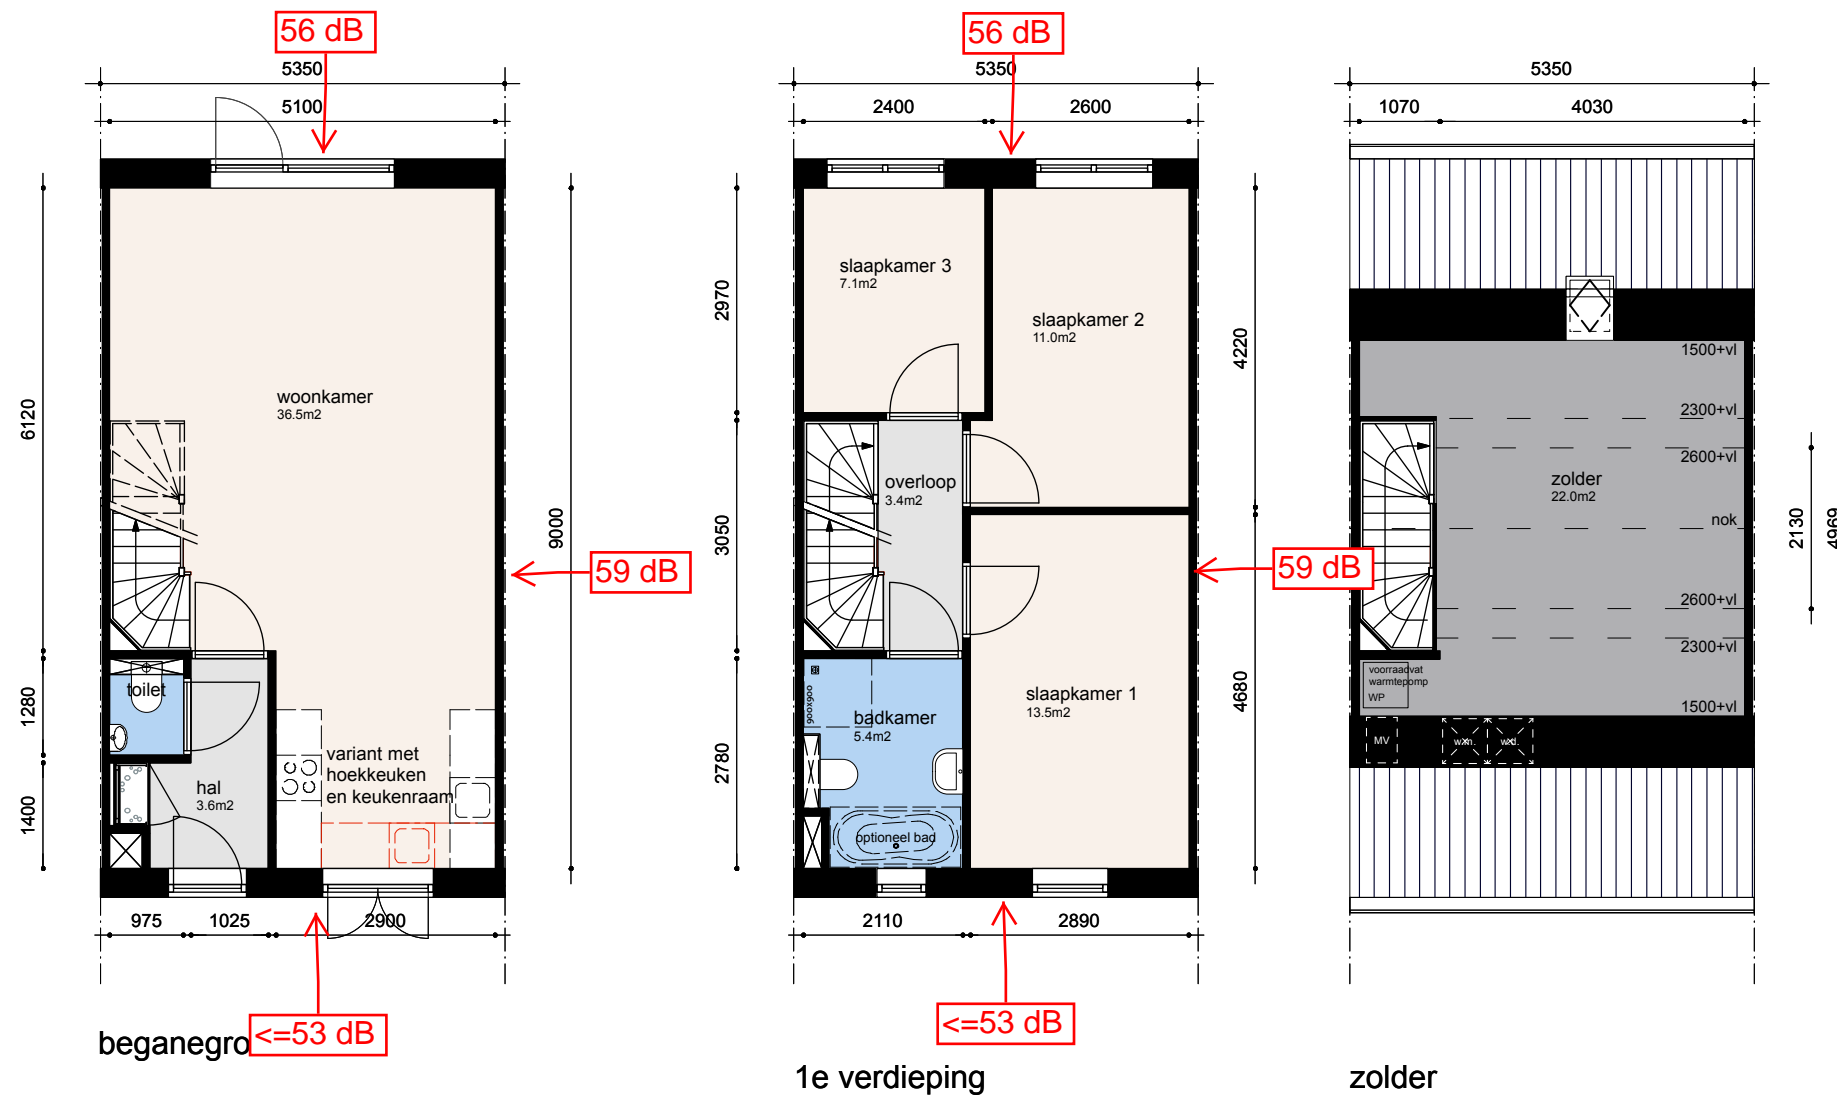 56 dB
5350
5100
6120
1280
1400
woonkamer
36.5m2
9000
59 dB
toilet
hal
3.6m2
variant met
hoekkeuken
en keukenraam
975 1025 2900
<=53 dB
beganegro
56 dB
5350
2400 2600
2970
3050
2780
slaapkamer 3
7.1m2
slaapkamer 2
11.0m2
overloop
3.4m2
4220
4680
59 dB
900x900
badkamer
5.4m2
slaapkamer 1
13.5m2
optioneel bad
2110 2890
<=53 dB
1e verdieping
5350
1070 4030
1500+vl
2300+vl
2600+vl
zolder
22.0m2
nok
2600+vl
2300+vl
1500+vl
2130
4969
voorraadvat
warmtepomp
WP
MV w.m. w.d.
zolder